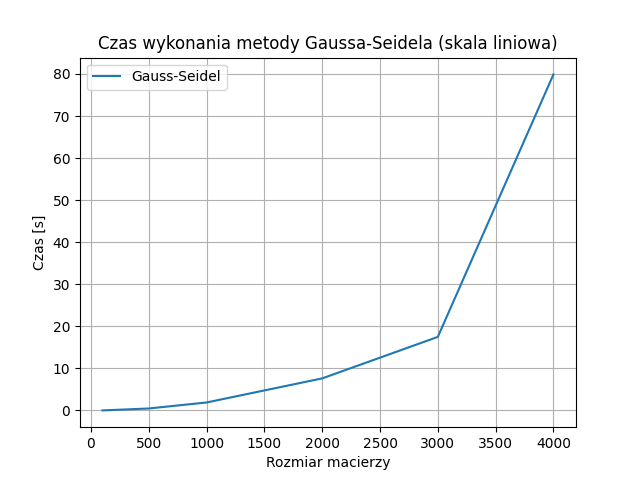 Czas wykonania metody Gaussa-Seidela (skala liniowa)
Gauss-Seidel
80
70
60
50
40
30
20
10
0
Czas [s]
0 500 1000 1500 2000 2500 3000 3500 4000
Rozmiar macierzy